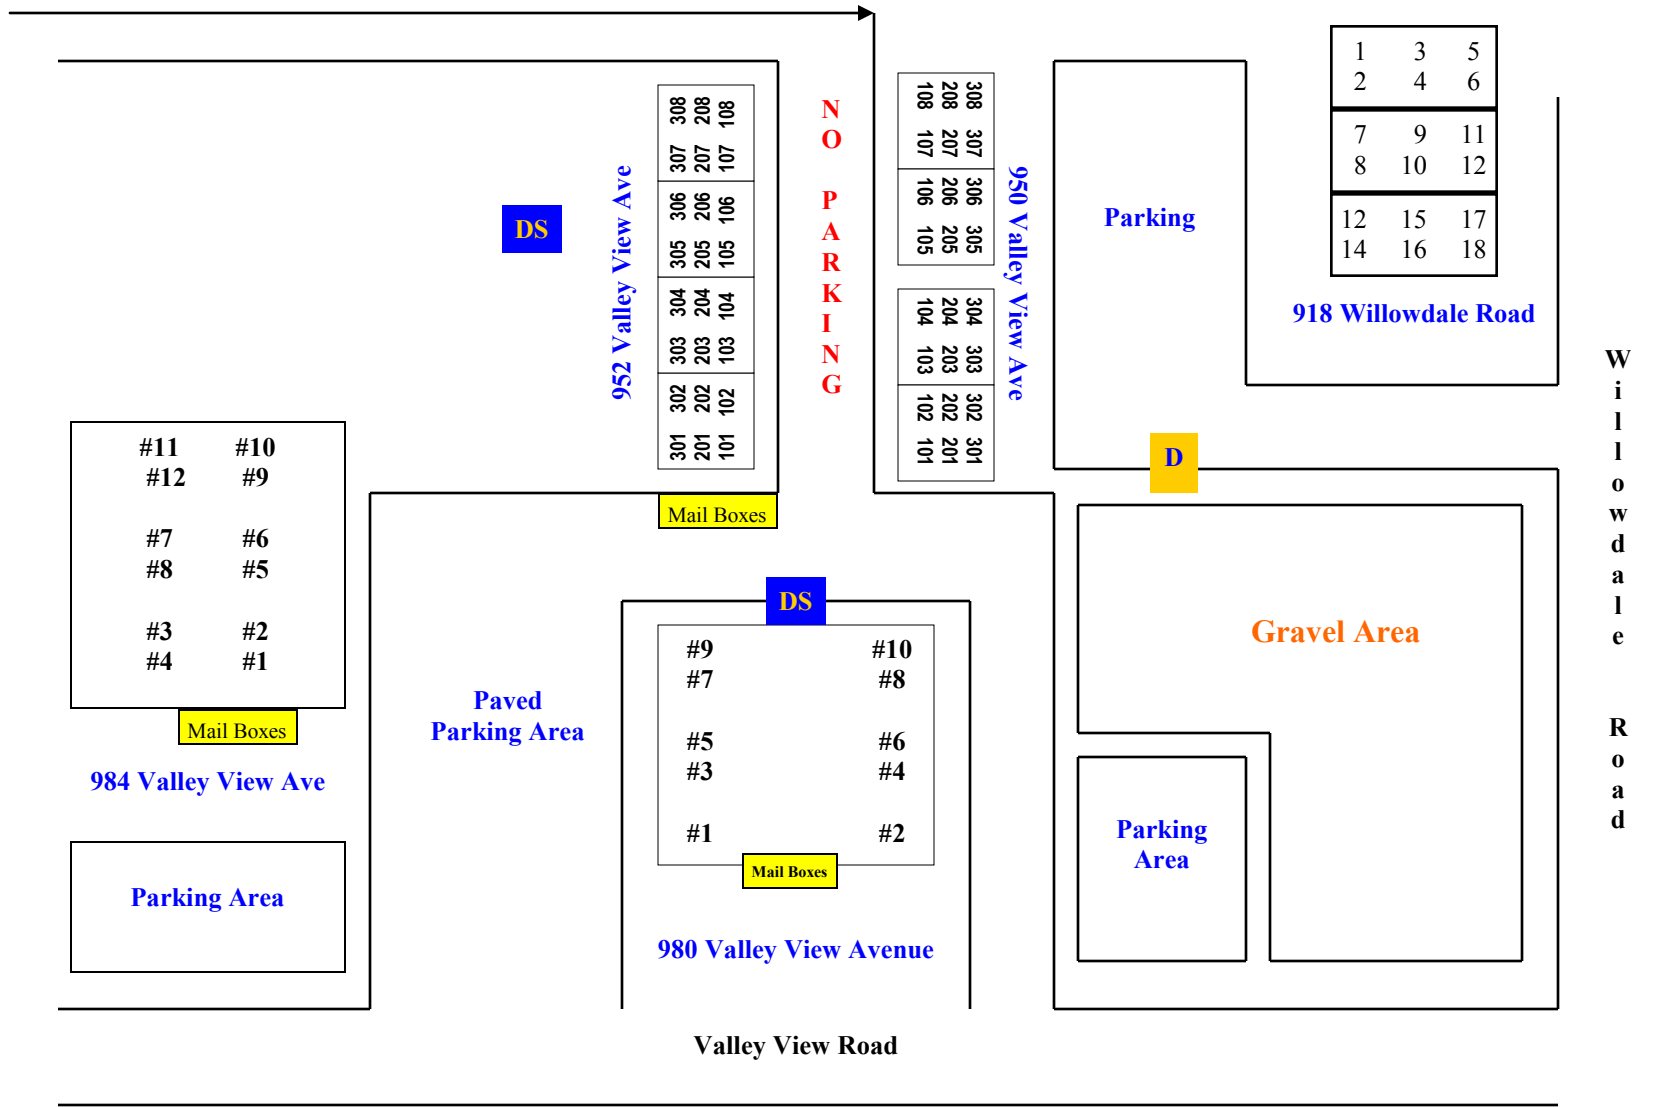 N
O
P
A
R
K
I
N
G
308 208 108
307 207 107
306 206 106
305 205 105
304 204 104
303 203 103
302 202 102
301 201 101
952 Valley View Ave
DS
Mail Boxes
108 208 308
107 207 307
106 206 306
105 205 305
104 204 304
103 203 303
102 202 302
101 201 301
950 Valley View Ave
Parking
1 3 5
2 4 6
7 9 11
8 10 12
12 15 17
14 16 18
918 Willowdale Road
D
W
i
l
l
o
w
d
a
l
e
R
o
a
d
#11 #10
#12 #9
#7 #6
#8 #5
#3 #2
#4 #1
Mail Boxes
984 Valley View Ave
Parking Area
Paved
Parking Area
DS
#9 #10
#7 #8
#5 #6
#3 #4
#1 #2
Mail Boxes
980 Valley View Avenue
Gravel Area
Parking
Area
Valley View Road